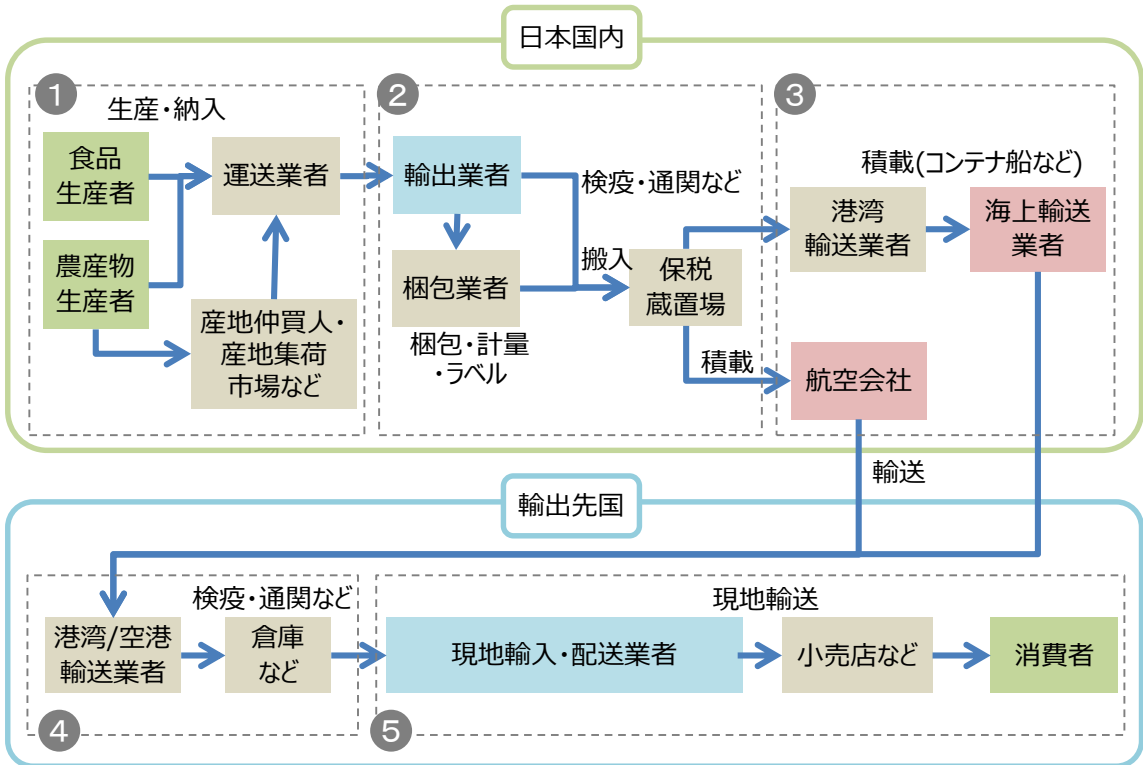 日本国内
1
生産・納入
食品
生産者
農産物
生産者
運送業者
産地仲買人・
産地集荷
市場など
2
輸出業者
検疫・通関など
梱包業者
梱包・計量
・ラベル
搬入
保税
蔵置場
積載
3
積載(コンテナ船など)
港湾
輸送業者
海上輸送
業者
航空会社
輸送
輸出先国
検疫・通関など
港湾/空港
輸送業者
倉庫
など
4
現地輸送
現地輸入・配送業者
小売店など
消費者
5